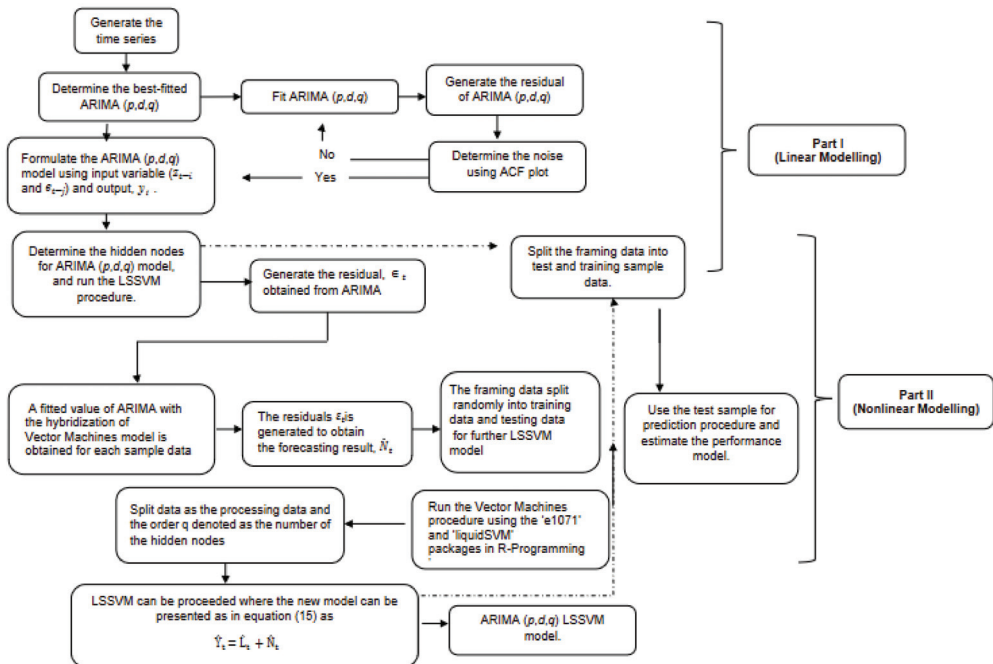 Generate the
time series
Determine the best-fitted
ARIMA (p,d,q)
Fit ARIMA (p,d,q)
Generate the residual
of ARIMA (p,d,q)
No
Yes
Determine the noise
using ACF plot
Formulate the ARIMA (p,d,q)
model using input variable (z_{t-i}
and ϵ_{t-j}) and output, y_t .
Part I
(Linear Modelling)
Determine the hidden nodes
for ARIMA (p,d,q) model,
and run the LSSVM
procedure.
Generate the residual, ϵ_t
obtained from ARIMA
Split the framing data into
test and training sample
data.
A fitted value of ARIMA with
the hybridization of
Vector Machines model is
obtained for each sample data
The residuals ε_t is
generated to obtain
the forecasting result, N̂_t
The framing data split
randomly into training
data and testing data
for further LSSVM
model
Use the test sample for
prediction procedure and
estimate the performance
model.
Part II
(Nonlinear Modelling)
Split data as the processing data and
the order q denoted as the number of
the hidden nodes
Run the Vector Machines
procedure using the 'e1071'
and 'liquidSVM'
packages in R-Programming
LSSVM can be proceeded where the new model can be
presented as in equation (15) as
Ŷ_t = L̂_t + N̂_t
ARIMA (p,d,q) LSSVM
model.